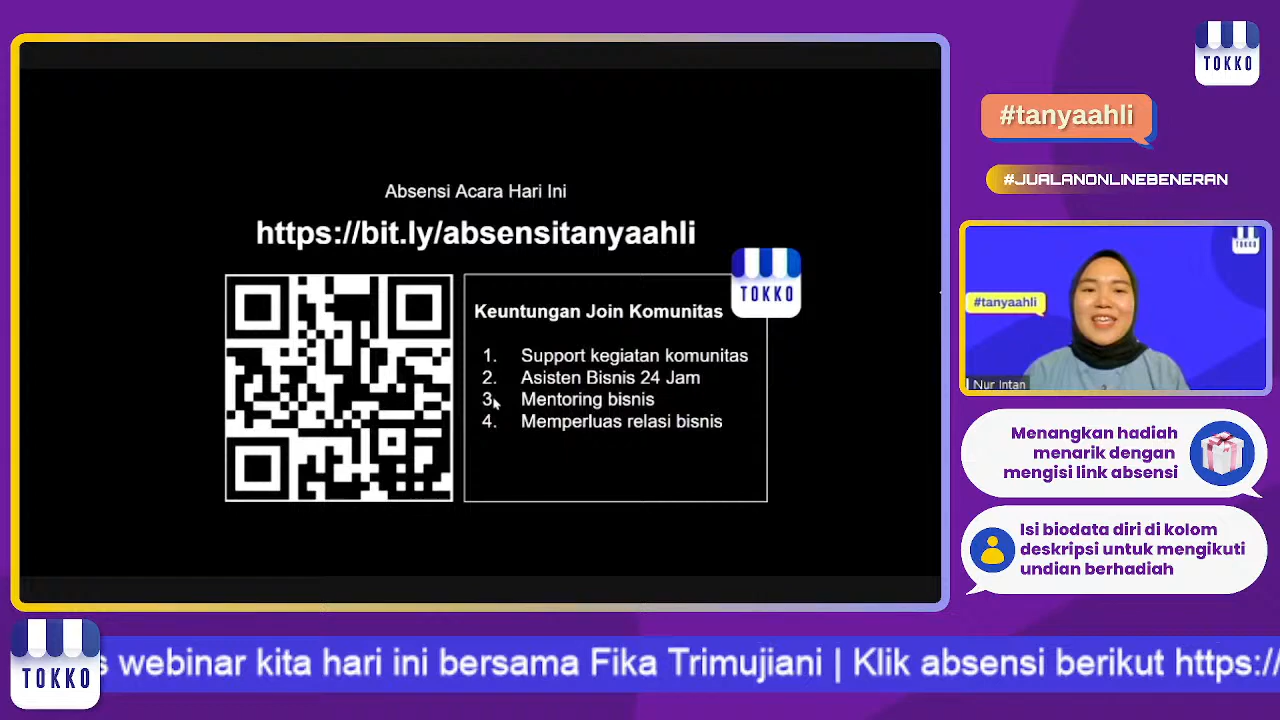 Absensi Acara Hari Ini
https://bit.ly/absensitanyaahli
TOKKO
Keuntungan Join Komunitas
1. Support kegiatan komunitas
2. Asisten Bisnis 24 Jam
3. Mentoring bisnis
4. Memperluas relasi bisnis
TOKKO
#tanyaahli
#JUALANONLINEBENERAN
TOKKO
#tanyaahli
Nur Intan
Menangkan hadiah
menarik dengan
mengisi link absensi
Isi biodata diri di kolom
deskripsi untuk mengikuti
undian berhadiah
TOKKO
s webinar kita hari ini bersama Fika Trimujiani | Klik absensi berikut https://